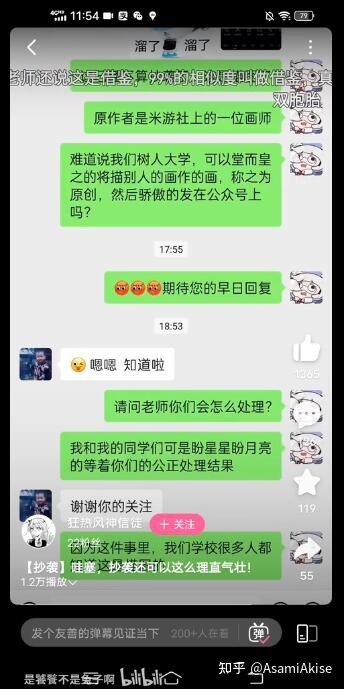 11:54
79
溜了 溜了
老师还说这是借鉴，99%的相似度叫做借鉴，真
双胞胎
原作者是米游社上的一位画师
难道说我们树人大学，可以堂而皇
之的将描别人的画作的画，称之为
原创，然后骄傲的发在公众号上
吗？
17:55
期待您的早日回复
18:53
嗯嗯 知道啦
1365
请问老师你们会怎么处理？
我和我的同学们可是盼星星盼月亮
的等着你们的公正处理结果
119
谢谢你的关注
狂热风神信徒
+ 关注
22粉丝
因为这件事里，我们学校很多人都
【抄袭】哇塞，抄袭还可以这么理直气壮！
1.2万播放
55
发个友善的弹幕见证当下
200+人在看
弹
是饕餮不是兔子啊
bilibili
知乎 @AsamiAkise